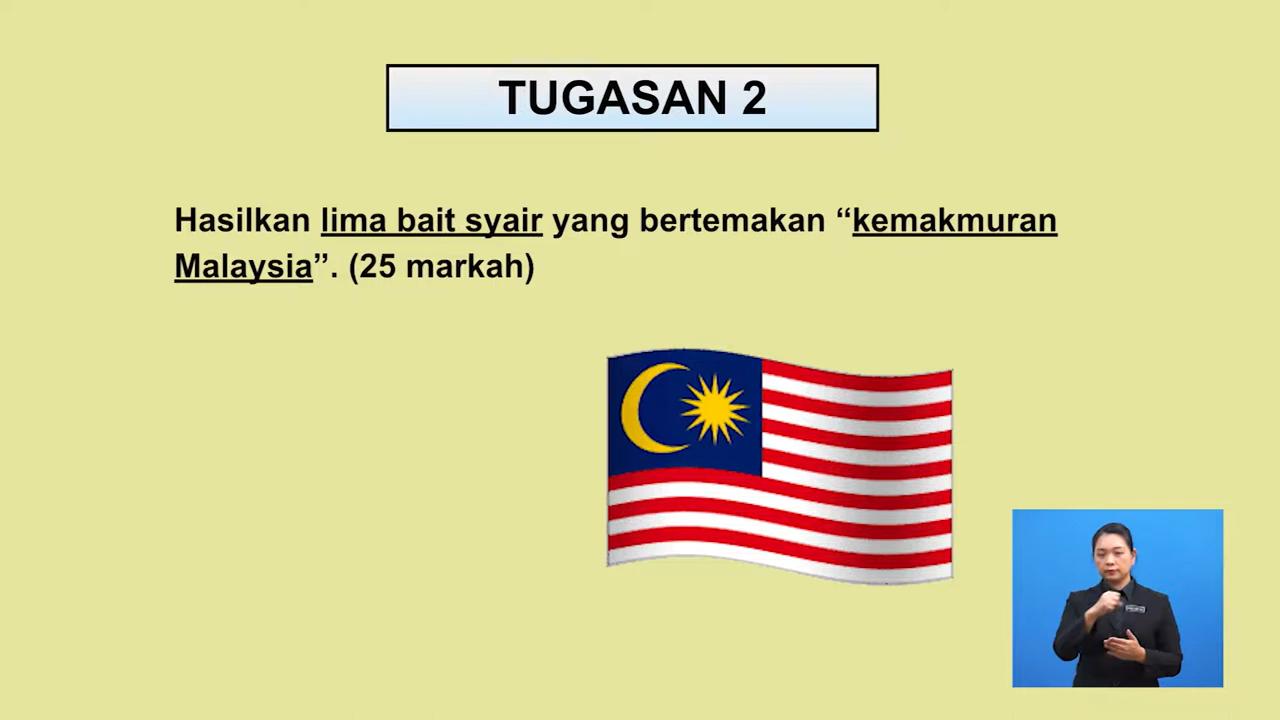 TUGASAN 2
Hasilkan lima bait syair yang bertemakan “kemakmuran
Malaysia”. (25 markah)